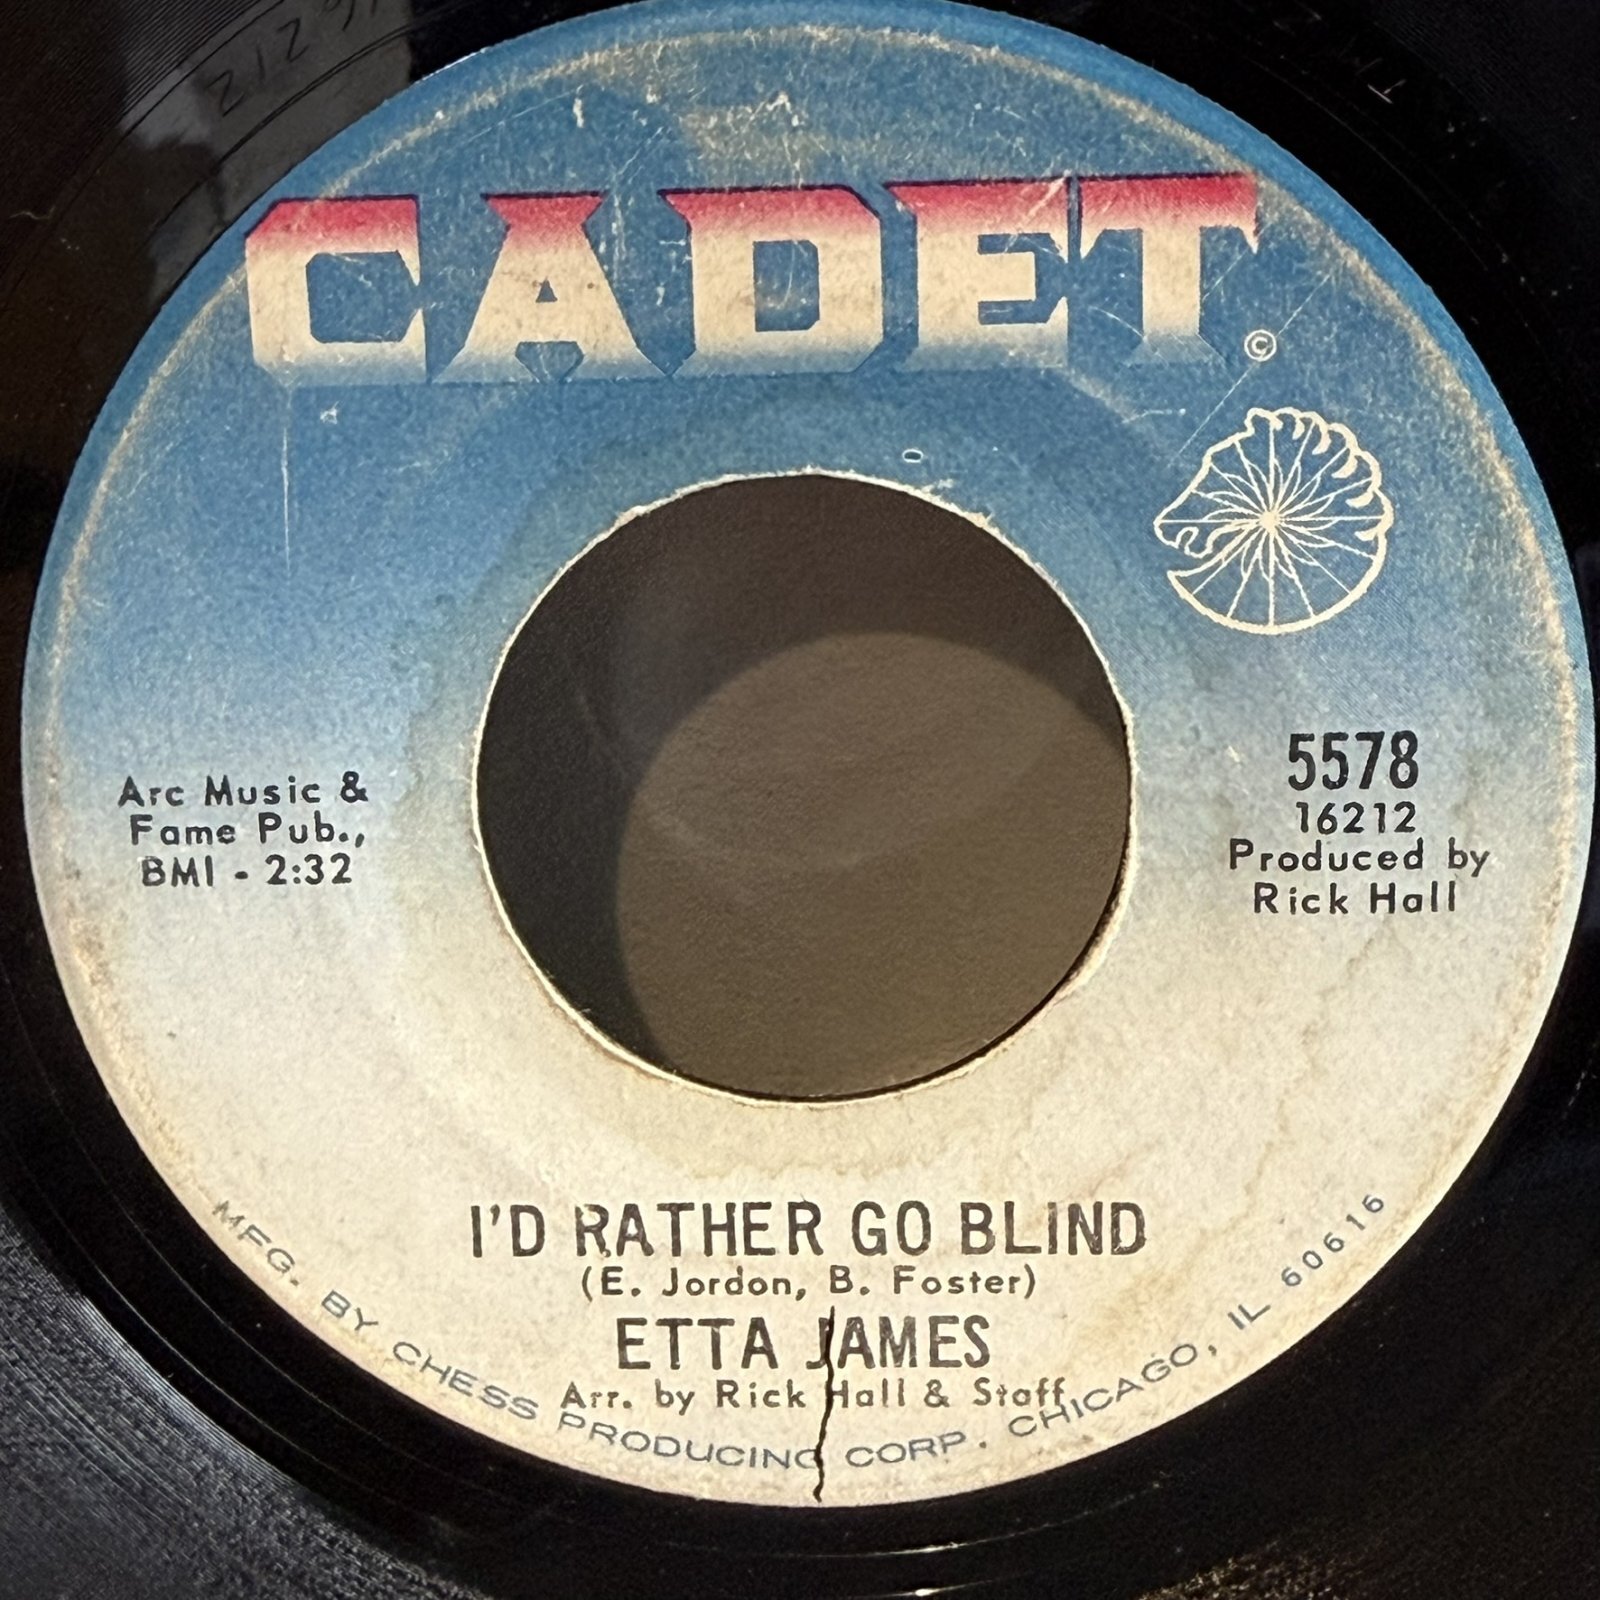 CADET
©
Arc Music &
Fame Pub.,
BMI - 2:32
5578
16212
Produced by
Rick Hall
I'D RATHER GO BLIND
(E. Jordon, B. Foster)
ETTA JAMES
Arr. by Rick Hall & Staff
MFG. BY CHESS PRODUCING CORP. CHICAGO, IL 60616